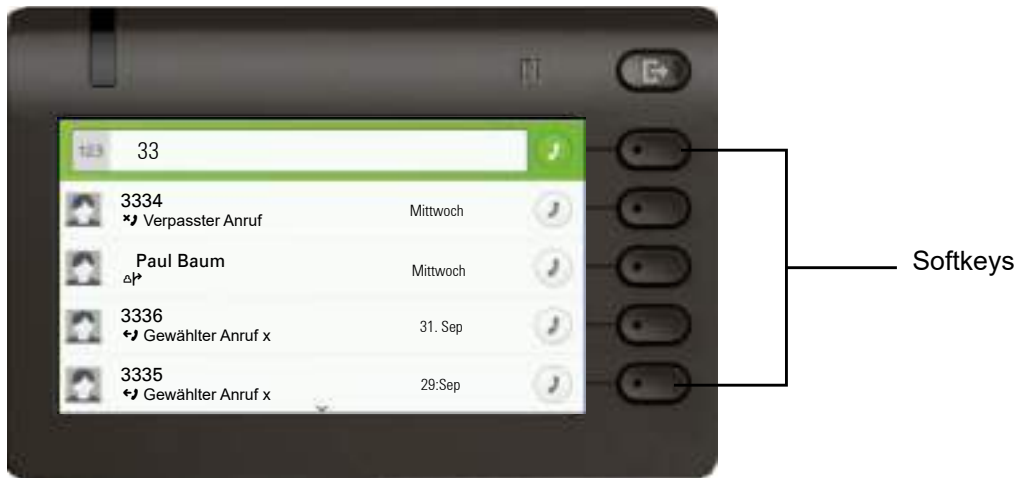 123 33
3334
Verpasster Anruf
Mittwoch
Paul Baum
Mittwoch
3336
Gewählter Anruf x
31. Sep
3335
Gewählter Anruf x
29:Sep
Softkeys